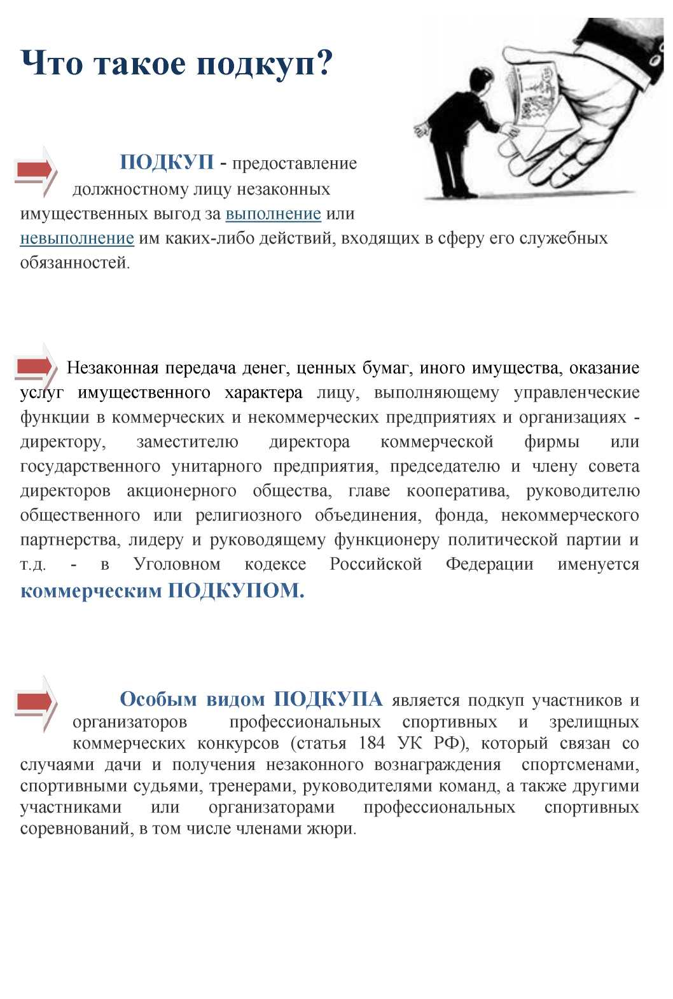 Что такое подкуп?
ПОДКУП - предоставление
должностному лицу незаконных
имущественных выгод за выполнение или
невыполнение им каких-либо действий, входящих в сферу его служебных
обязанностей.
Незаконная передача денег, ценных бумаг, иного имущества, оказание
услуг имущественного характера лицу, выполняющему управленческие
функции в коммерческих и некоммерческих предприятиях и организациях -
директору, заместителю директора коммерческой фирмы или
государственного унитарного предприятия, председателю и члену совета
директоров акционерного общества, главе кооператива, руководителю
общественного или религиозного объединения, фонда, некоммерческого
партнерства, лидеру и руководящему функционеру политической партии и
т.д. - в Уголовном кодексе Российской Федерации именуется
коммерческим ПОДКУПОМ.
Особым видом ПОДКУПА является подкуп участников и
организаторов профессиональных спортивных и зрелищных
коммерческих конкурсов (статья 184 УК РФ), который связан со
случаями дачи и получения незаконного вознаграждения спортсменами,
спортивными судьями, тренерами, руководителями команд, а также другими
участниками или организаторами профессиональных спортивных
соревнований, в том числе членами жюри.